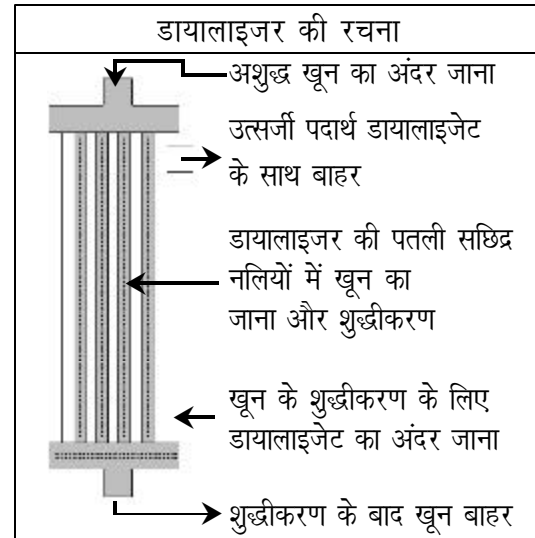 डायालाइजर की रचना
अशुद्ध खून का अंदर जाना
उत्सर्जी पदार्थ डायालाइजेट
के साथ बाहर
डायालाइजर की पतली सछिद्र
नलियों में खून का
जाना और शुद्धीकरण
खून के शुद्धीकरण के लिए
डायालाइजेट का अंदर जाना
शुद्धीकरण के बाद खून बाहर